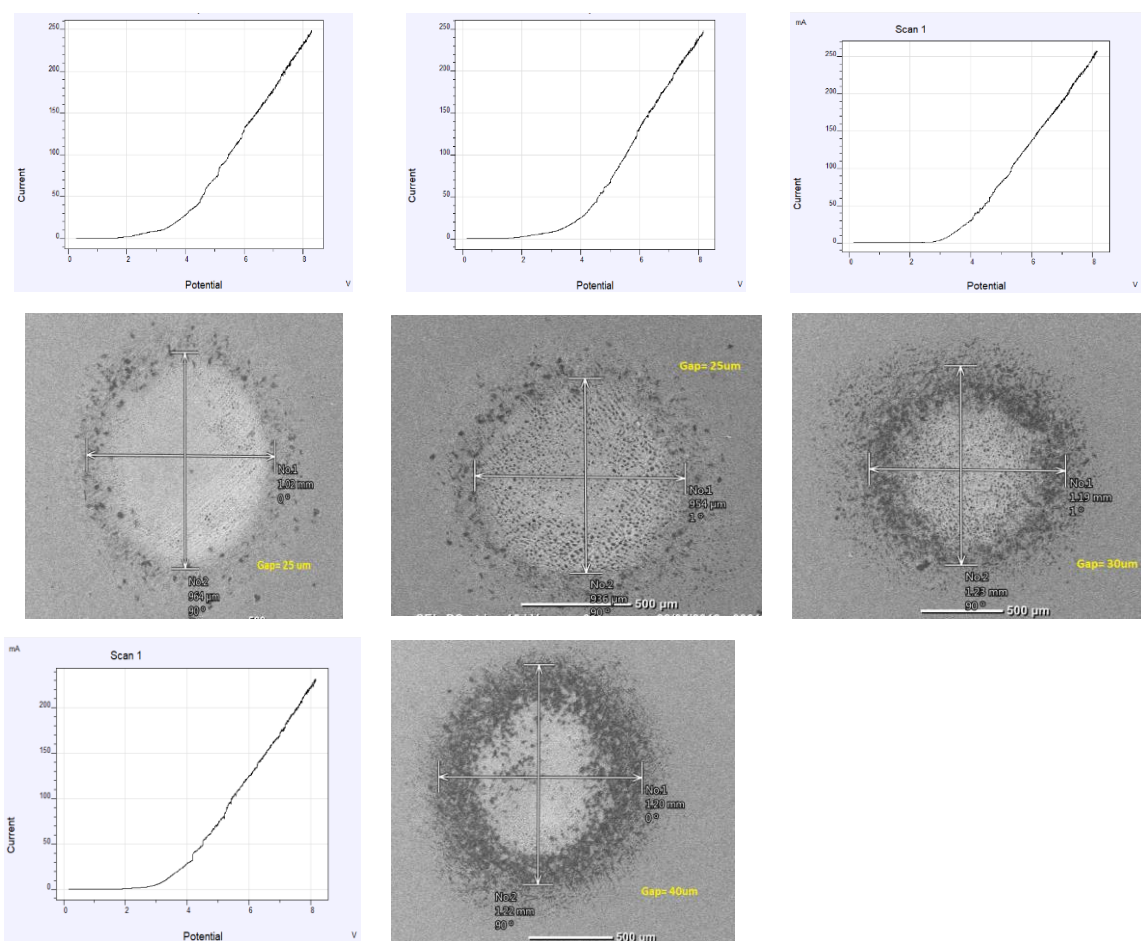 250
200
150
100
50
0
0 2 4 6 8
Current
Potential
V
250
200
150
100
50
0
0 2 4 6 8
Current
Potential
V
mA
Scan 1
250
200
150
100
50
0
0 2 4 6 8
Current
Potential
V
No.1
1.02 mm
0 °
No.2
964 µm
90 °
Gap= 25 um
Gap= 25um
No.1
954 µm
1 °
No.2
936 µm
90 °
500 µm
No.1
1.19 mm
1 °
No.2
1.23 mm
90 °
Gap= 30um
500 µm
mA
Scan 1
200
150
100
50
0
0 2 4 6 8
Current
Potential
V
No.1
1.20 mm
0 °
No.2
1.22 mm
90 °
Gap= 40um
500 µm